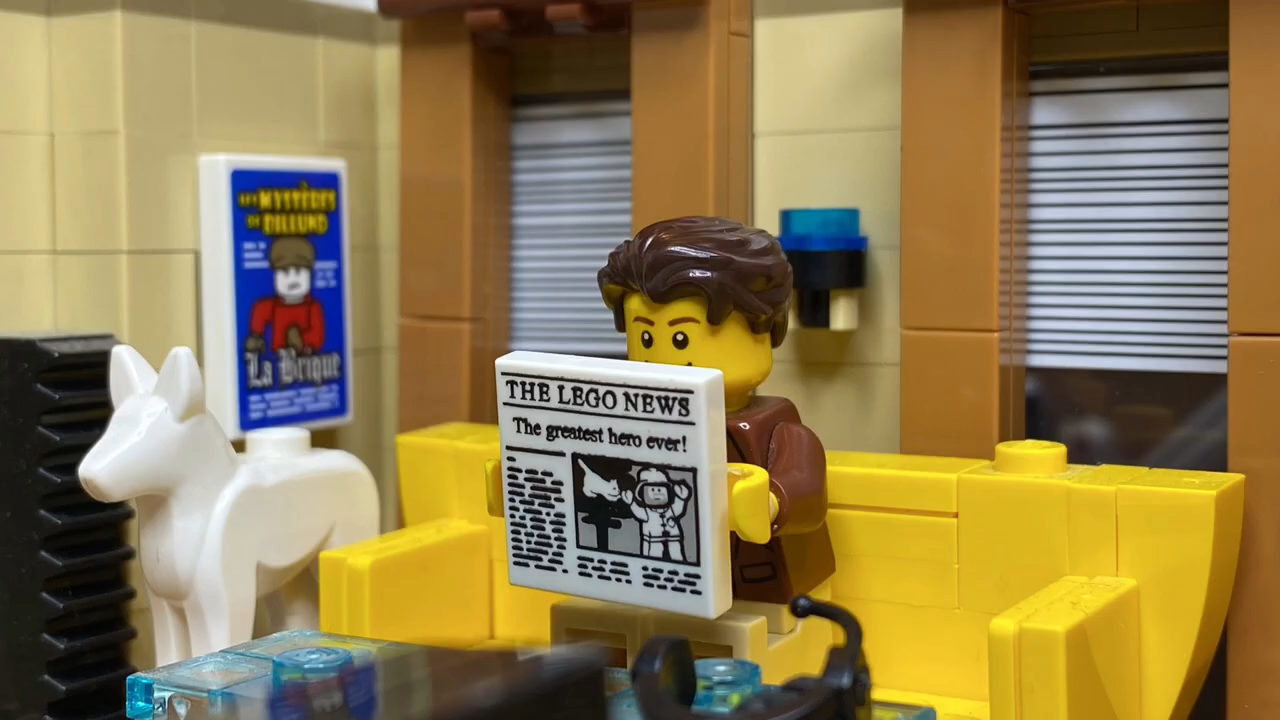 LES MYSTÈRES
DE BILLUND
La Brique
THE LEGO NEWS
The greatest hero ever!